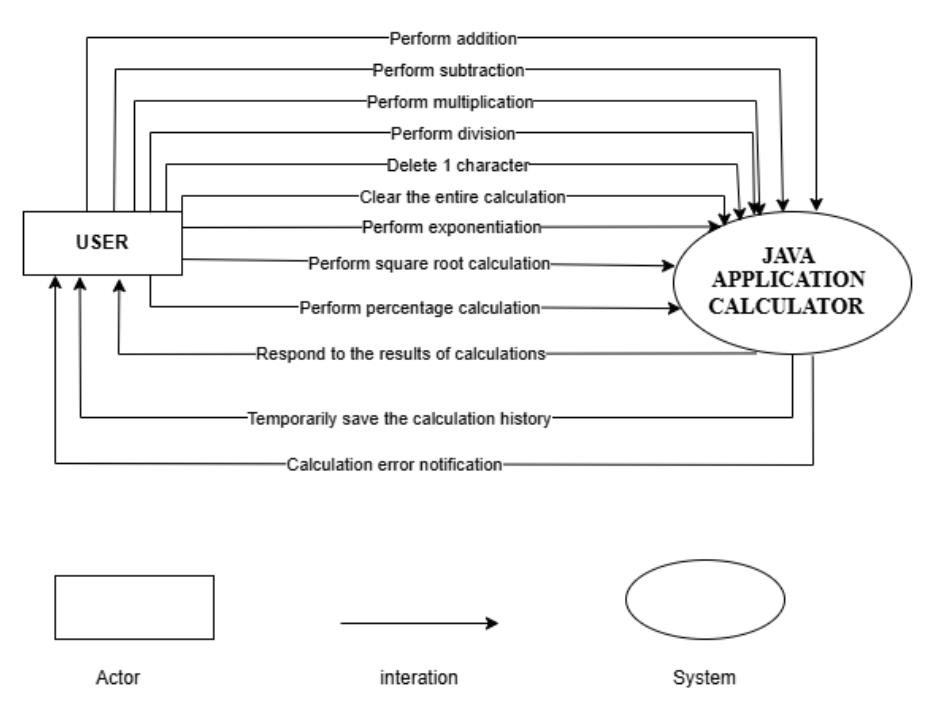 Perform addition
Perform subtraction
Perform multiplication
Perform division
Delete 1 character
Clear the entire calculation
Perform exponentiation
USER
Perform square root calculation
JAVA
APPLICATION
CALCULATOR
Perform percentage calculation
Respond to the results of calculations
Temporarily save the calculation history
Calculation error notification
Actor
interation
System